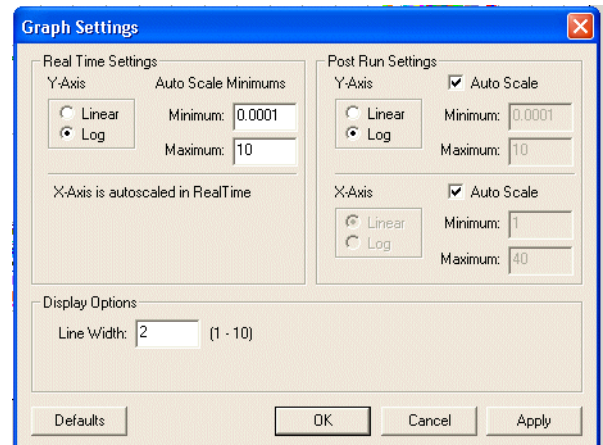 Graph Settings
Real Time Settings
Y-Axis
Auto Scale Minimums
Linear
Log
Minimum: 0.0001
Maximum: 10
X-Axis is autoscaled in RealTime
Post Run Settings
Y-Axis
Auto Scale
Linear
Log
Minimum: 0.0001
Maximum: 10
X-Axis
Auto Scale
Linear
Log
Minimum: 1
Maximum: 40
Display Options
Line Width: 2 (1 - 10)
Defaults
OK
Cancel
Apply